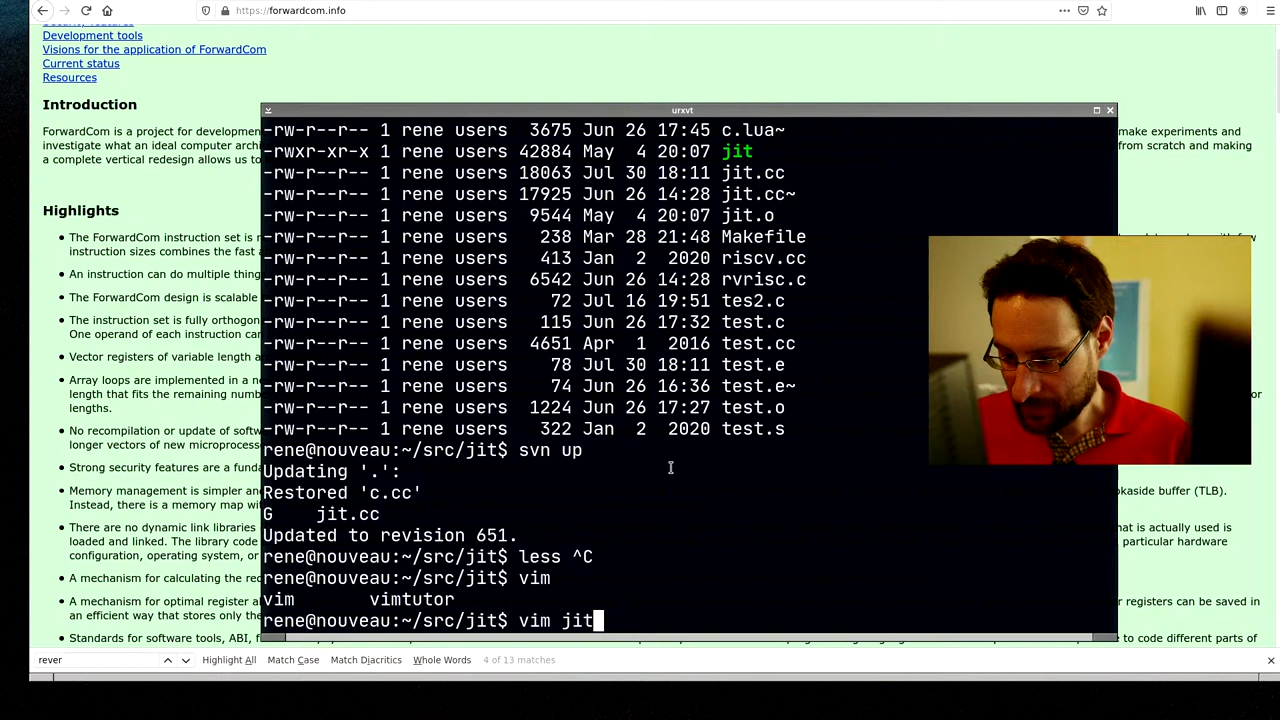 https://forwardcom.info
Security features
Development tools
Visions for the application of ForwardCom
Current status
Resources
Introduction
ForwardCom is a project for developmen
make experiments and
investigate what an ideal computer archi
from scratch and making
a complete vertical redesign allows us to
Highlights
The ForwardCom instruction set is
instruction sizes combines the fast a
An instruction can do multiple thing
The ForwardCom design is scalable
The instruction set is fully orthogon
One operand of each instruction car
Vector registers of variable length a
Array loops are implemented in a ne
length that fits the remaining numb
or
lengths.
No recompilation or update of softwa
longer vectors of new microproces
Strong security features are a funda
Memory management is simpler an
okaside buffer (TLB).
Instead, there is a memory map wit
There are no dynamic link libraries
hat is actually used is
loaded and linked. The library code
particular hardware
configuration, operating system, or
A mechanism for calculating the rec
A mechanism for optimal register al
r registers can be saved in
an efficient way that stores only the
Standards for software tools, ABI, f
e to code different parts of
urxvt
-rw-r--r-- 1 rene users 3675 Jun 26 17:45 c.lua~
-rwxr-xr-x 1 rene users 42884 May 4 20:07 jit
-rw-r--r-- 1 rene users 18063 Jul 30 18:11 jit.cc
-rw-r--r-- 1 rene users 17925 Jun 26 14:28 jit.cc~
-rw-r--r-- 1 rene users 9544 May 4 20:07 jit.o
-rw-r--r-- 1 rene users 238 Mar 28 21:48 Makefile
-rw-r--r-- 1 rene users 413 Jan 2 2020 riscv.cc
-rw-r--r-- 1 rene users 6542 Jun 26 14:28 rvrisc.c
-rw-r--r-- 1 rene users 72 Jul 16 19:51 tes2.c
-rw-r--r-- 1 rene users 115 Jun 26 17:32 test.c
-rw-r--r-- 1 rene users 4651 Apr 1 2016 test.cc
-rw-r--r-- 1 rene users 78 Jul 30 18:11 test.e
-rw-r--r-- 1 rene users 74 Jun 26 16:36 test.e~
-rw-r--r-- 1 rene users 1224 Jun 26 17:27 test.o
-rw-r--r-- 1 rene users 322 Jan 2 2020 test.s
rene@nouveau:~/src/jit$ svn up
Updating '.':
Restored 'c.cc'
G jit.cc
Updated to revision 651.
rene@nouveau:~/src/jit$ less ^C
rene@nouveau:~/src/jit$ vim
vim vimtutor
rene@nouveau:~/src/jit$ vim jit
rever
Highlight All Match Case Match Diacritics Whole Words 4 of 13 matches